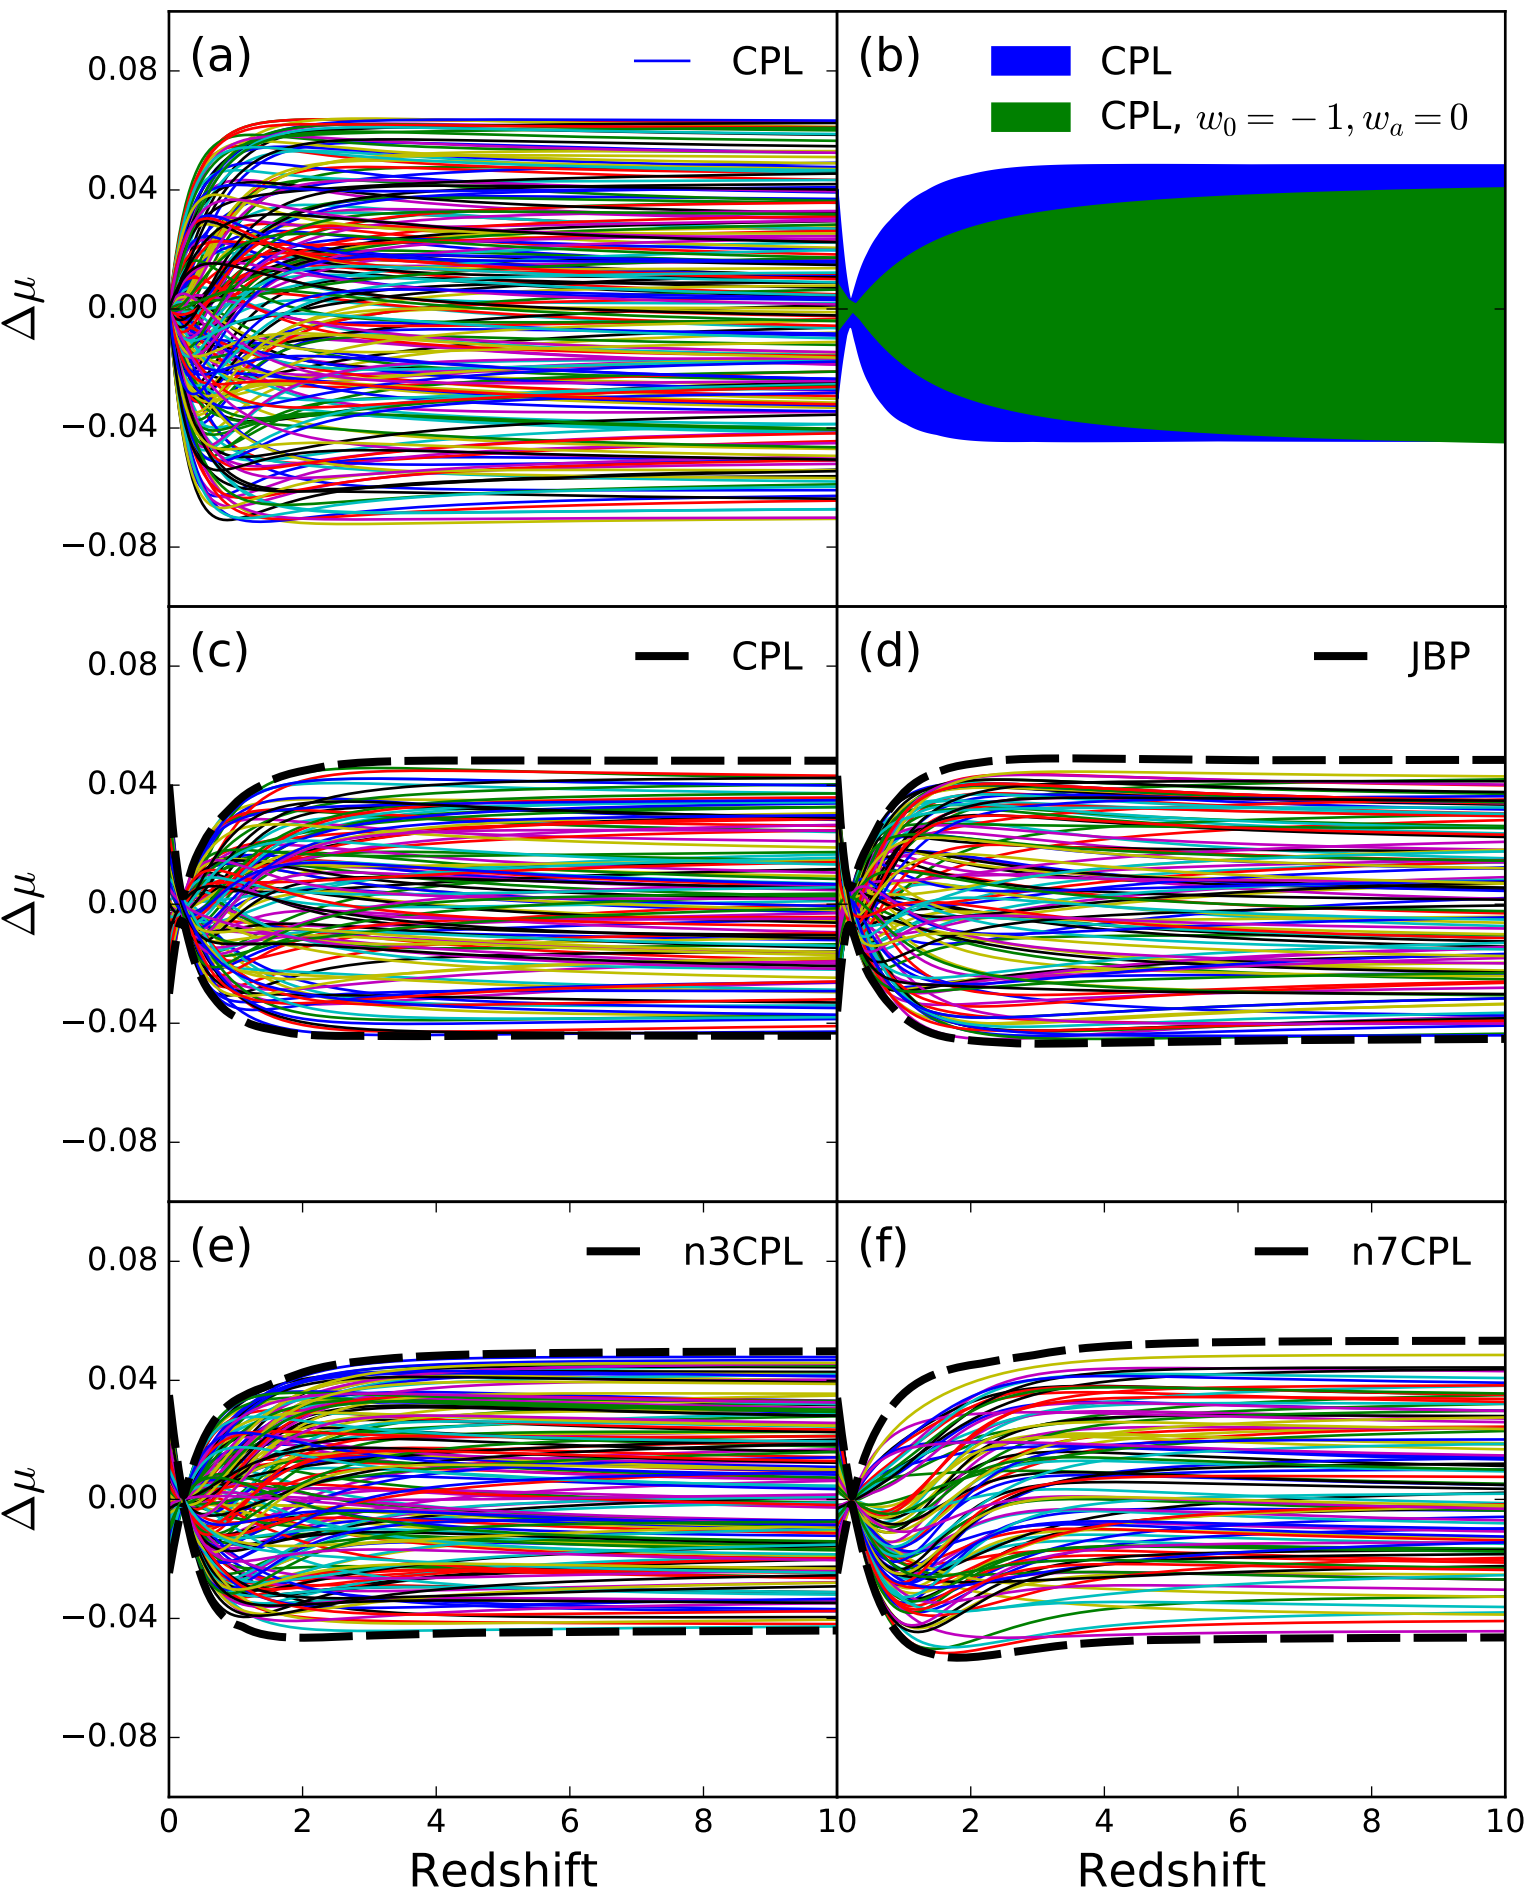 (a)
CPL
(b)
CPL
CPL, w₀ = −1, wₐ = 0
0.08
0.04
0.00
−0.04
−0.08
Δμ
(c)
CPL
(d)
JBP
0.08
0.04
0.00
−0.04
−0.08
Δμ
(e)
n3CPL
(f)
n7CPL
0.08
0.04
0.00
−0.04
−0.08
Δμ
0 2 4 6 8 10 2 4 6 8 10
Redshift Redshift